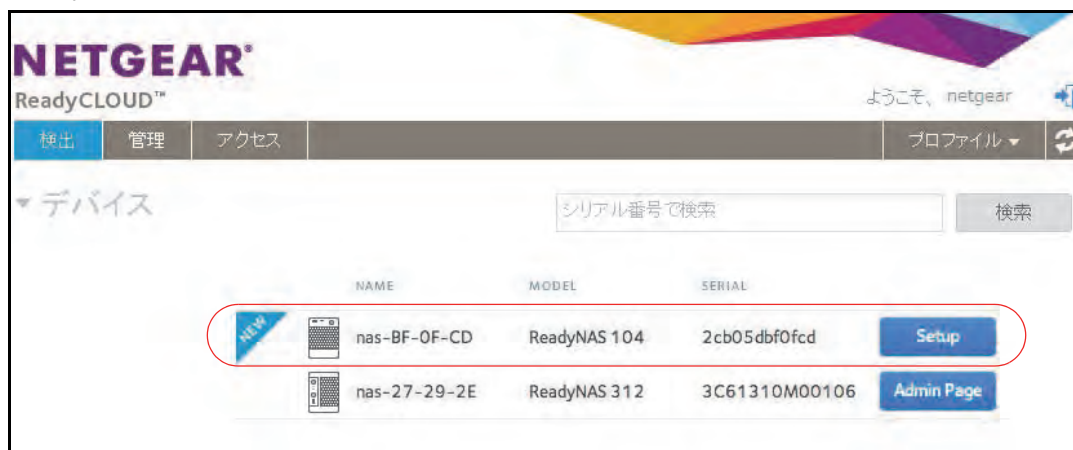 NETGEAR®
ReadyCLOUD™
ようこそ、 netgear
検出 管理 アクセス プロファイル ▼
▼ デバイス シリアル番号で検索 検索
NAME MODEL SERIAL
NEW nas-BF-0F-CD ReadyNAS 104 2cb05dbf0fcd Setup
nas-27-29-2E ReadyNAS 312 3C61310M00106 Admin Page